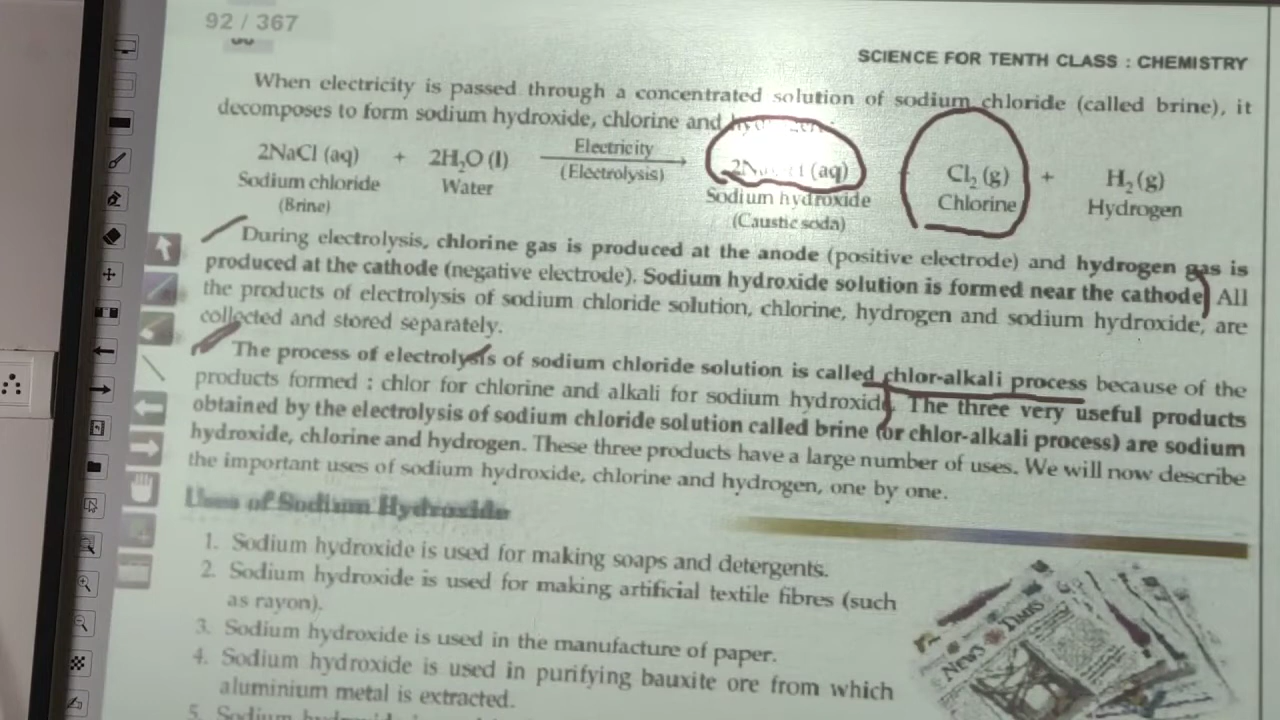 92 / 367
SCIENCE FOR TENTH CLASS : CHEMISTRY
When electricity is passed through a concentrated solution of sodium chloride (called brine), it
decomposes to form sodium hydroxide, chlorine and
2NaCl (aq) + 2H₂O (l) Electricity (Electrolysis) (aq) Cl₂ (g) + H₂ (g)
Sodium chloride Water Sodium hydroxide Chlorine Hydrogen
(Brine) (Caustic soda)
During electrolysis, chlorine gas is produced at the anode (positive electrode) and hydrogen gas is
produced at the cathode (negative electrode). Sodium hydroxide solution is formed near the cathode. All
the products of electrolysis of sodium chloride solution, chlorine, hydrogen and sodium hydroxide, are
collected and stored separately.
The process of electrolysis of sodium chloride solution is called chlor-alkali process because of the
products formed : chlor for chlorine and alkali for sodium hydroxide. The three very useful products
obtained by the electrolysis of sodium chloride solution called brine (or chlor-alkali process) are sodium
hydroxide, chlorine and hydrogen. These three products have a large number of uses. We will now describe
the important uses of sodium hydroxide, chlorine and hydrogen, one by one.
Uses of Sodium Hydroxide
1. Sodium hydroxide is used for making soaps and detergents.
2. Sodium hydroxide is used for making artificial textile fibres (such
as rayon).
3. Sodium hydroxide is used in the manufacture of paper.
4. Sodium hydroxide is used in purifying bauxite ore from which
aluminium metal is extracted.
5. Sodium
NEWS
TIMES